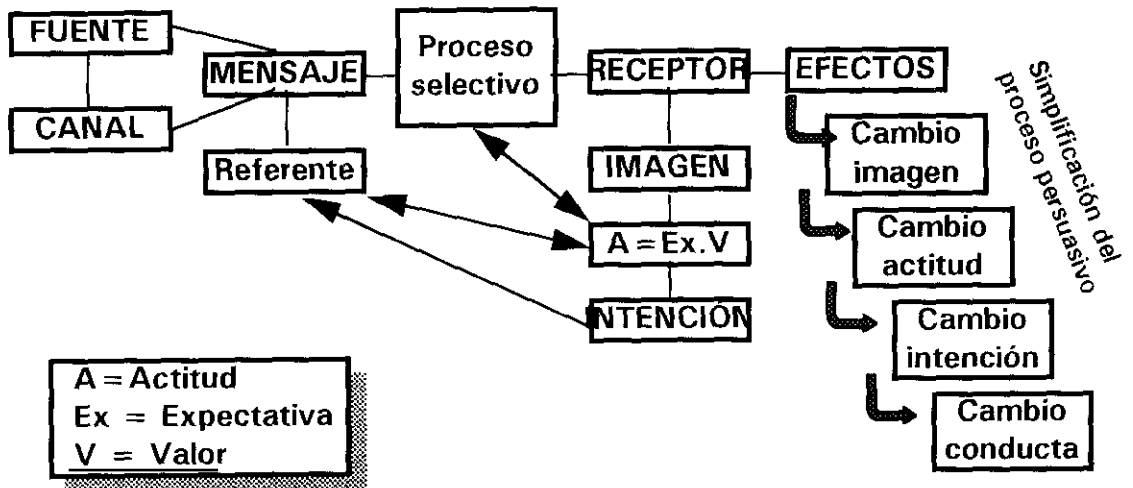 FUENTE
CANAL
MENSAJE
Referente
Proceso
selectivo
RECEPTOR
IMAGEN
A = Ex.V
INTENCIÓN
EFECTOS
Cambio
imagen
Cambio
actitud
Cambio
intención
Cambio
conducta
Simplificación del
proceso persuasivo
A = Actitud
Ex = Expectativa
V = Valor